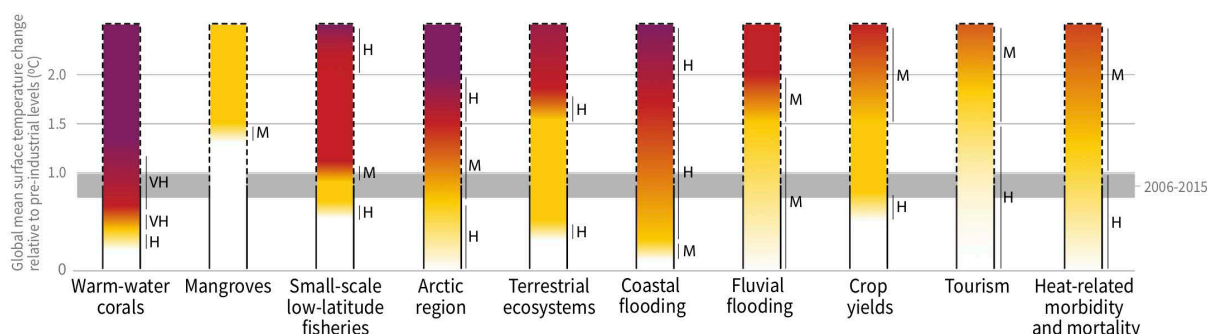 Global mean surface temperature change
relative to pre-industrial levels (ºC)
2.0
1.5
1.0
0
2006-2015
VH
VH
H
M
H
M
H
H
M
H
H
H
H
H
M
M
M
M
H
M
H
M
H
Warm-water
corals
Mangroves
Small-scale
low-latitude
fisheries
Arctic
region
Terrestrial
ecosystems
Coastal
flooding
Fluvial
flooding
Crop
yields
Tourism
Heat-related
morbidity
and mortality